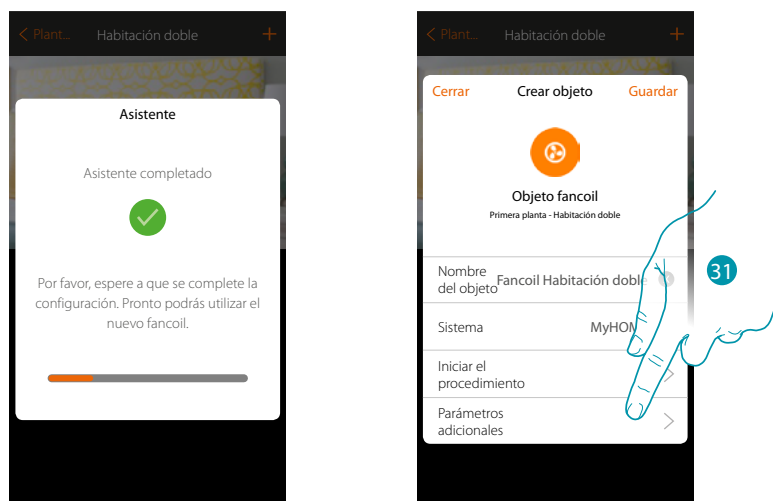 Plant...
Habitación doble
+
Asistente
Asistente completado
Por favor, espere a que se complete la
configuración. Pronto podrás utilizar el
nuevo fancoil.
Plant...
Habitación doble
+
Cerrar
Crear objeto
Guardar
Objeto fancoil
Primera planta - Habitación doble
Nombre
del objeto
Fancoil Habitación doble
Sistema
MyHOM
Iniciar el
procedimiento
Parámetros
adicionales
31